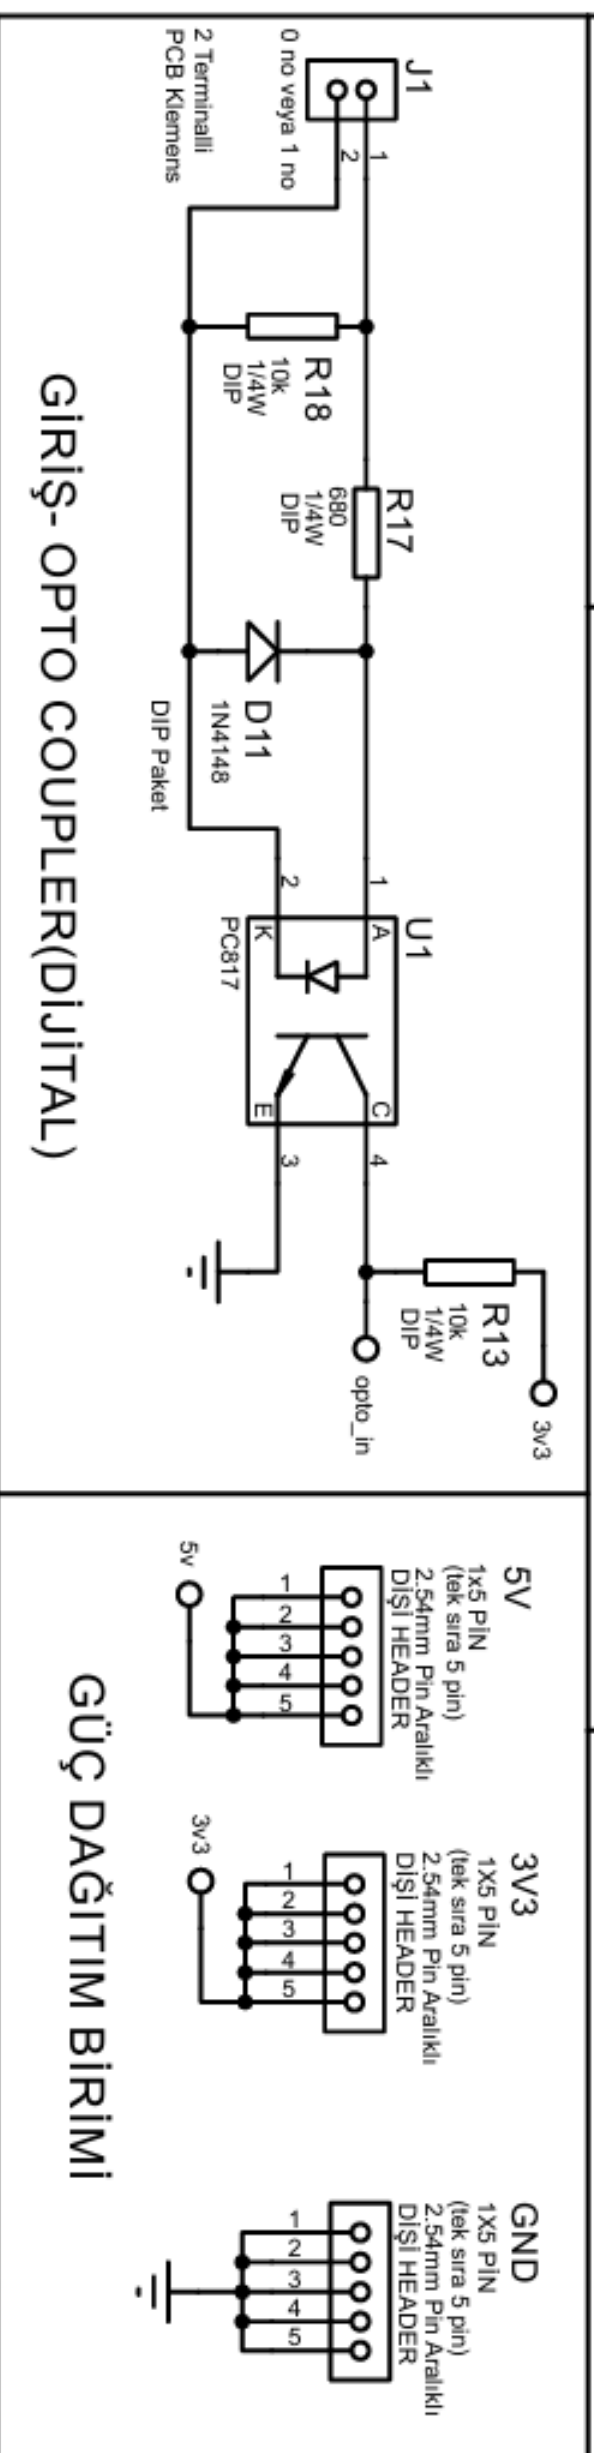 J1
0 no veya 1 no
2 Terminalli
PCB Klemens
1
2
R18
10k
1/4W
DIP
R17
680
1/4W
DIP
D11
1N4148
DIP Paket
1
2
U1
A
K
PC817
C
E
4
3
R13
10k
1/4W
DIP
3v3
opto_in
GİRİŞ- OPTO COUPLER(DİJİTAL)
5V
1x5 PİN
(tek sıra 5 pin)
2.54mm Pin Aralıklı
DİŞİ HEADER
1
2
3
4
5
5v
3V3
1X5 PİN
(tek sıra 5 pin)
2.54mm Pin Aralıklı
DİŞİ HEADER
1
2
3
4
5
3v3
GND
1X5 PİN
(tek sıra 5 pin)
2.54mm Pin Aralıklı
DİŞİ HEADER
1
2
3
4
5
GÜÇ DAĞITIM BİRİMİ